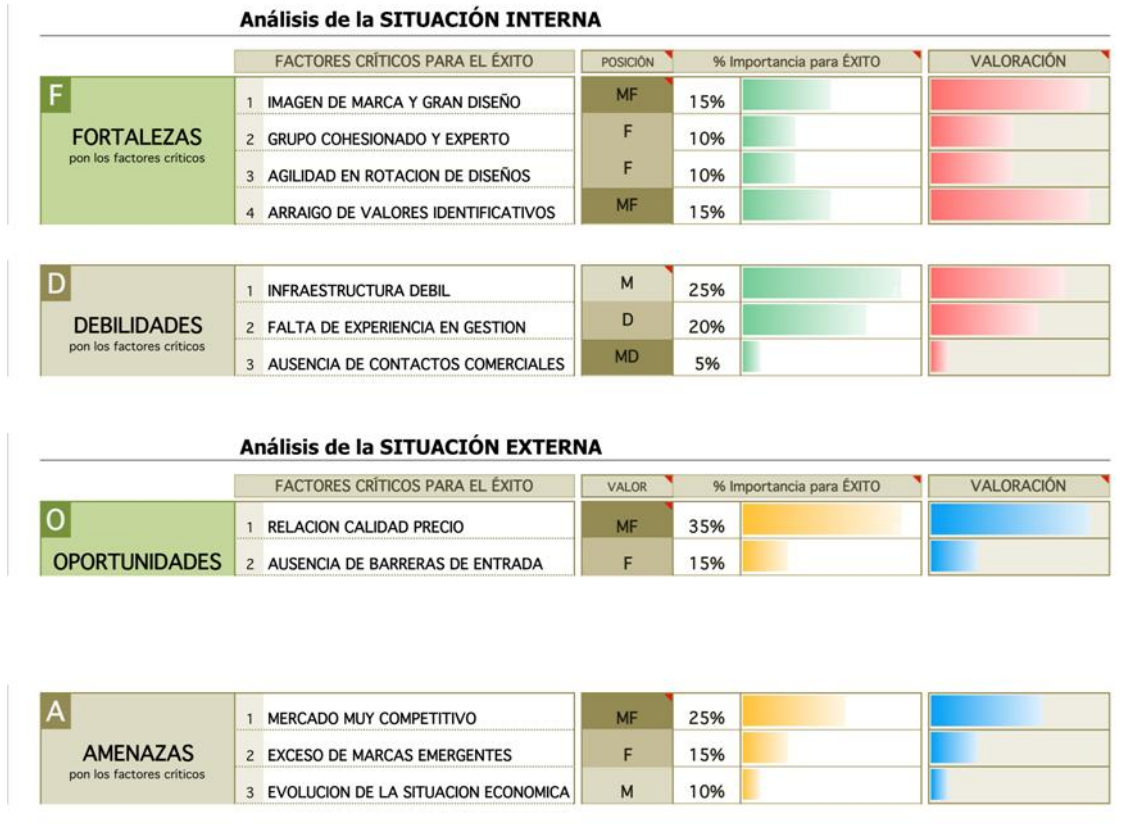 Análisis de la SITUACIÓN INTERNA
FACTORES CRÍTICOS PARA EL ÉXITO POSICIÓN % Importancia para ÉXITO VALORACIÓN
F
FORTALEZAS
pon los factores críticos
1 IMAGEN DE MARCA Y GRAN DISEÑO MF 15%
2 GRUPO COHESIONADO Y EXPERTO F 10%
3 AGILIDAD EN ROTACION DE DISEÑOS F 10%
4 ARRAIGO DE VALORES IDENTIFICATIVOS MF 15%
D
DEBILIDADES
pon los factores críticos
1 INFRAESTRUCTURA DEBIL M 25%
2 FALTA DE EXPERIENCIA EN GESTION D 20%
3 AUSENCIA DE CONTACTOS COMERCIALES MD 5%
Análisis de la SITUACIÓN EXTERNA
FACTORES CRÍTICOS PARA EL ÉXITO VALOR % Importancia para ÉXITO VALORACIÓN
O
OPORTUNIDADES
1 RELACION CALIDAD PRECIO MF 35%
2 AUSENCIA DE BARRERAS DE ENTRADA F 15%
A
AMENAZAS
pon los factores críticos
1 MERCADO MUY COMPETITIVO MF 25%
2 EXCESO DE MARCAS EMERGENTES F 15%
3 EVOLUCION DE LA SITUACION ECONOMICA M 10%